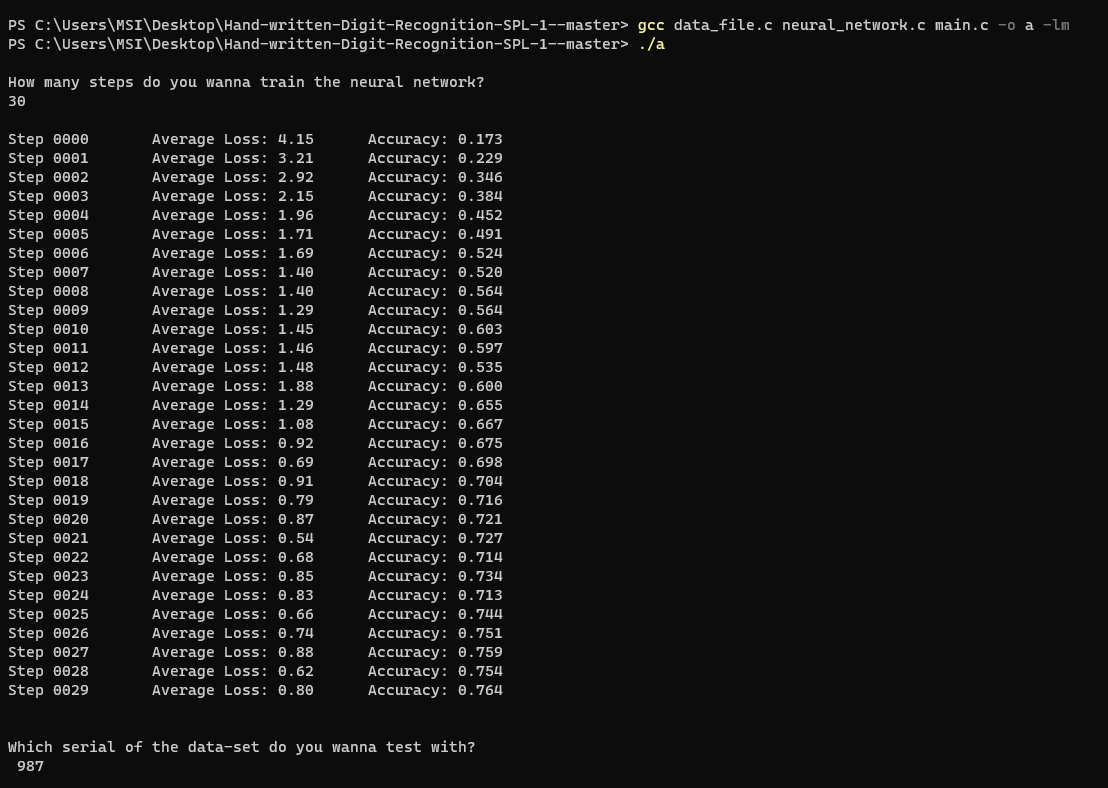 PS C:\Users\MSI\Desktop\Hand-written-Digit-Recognition-SPL-1--master> gcc data_file.c neural_network.c main.c -o a -lm
PS C:\Users\MSI\Desktop\Hand-written-Digit-Recognition-SPL-1--master> ./a
How many steps do you wanna train the neural network?
30
Step 0000 Average Loss: 4.15 Accuracy: 0.173
Step 0001 Average Loss: 3.21 Accuracy: 0.229
Step 0002 Average Loss: 2.92 Accuracy: 0.346
Step 0003 Average Loss: 2.15 Accuracy: 0.384
Step 0004 Average Loss: 1.96 Accuracy: 0.452
Step 0005 Average Loss: 1.71 Accuracy: 0.491
Step 0006 Average Loss: 1.69 Accuracy: 0.524
Step 0007 Average Loss: 1.40 Accuracy: 0.520
Step 0008 Average Loss: 1.40 Accuracy: 0.564
Step 0009 Average Loss: 1.29 Accuracy: 0.564
Step 0010 Average Loss: 1.45 Accuracy: 0.603
Step 0011 Average Loss: 1.46 Accuracy: 0.597
Step 0012 Average Loss: 1.48 Accuracy: 0.535
Step 0013 Average Loss: 1.88 Accuracy: 0.600
Step 0014 Average Loss: 1.29 Accuracy: 0.655
Step 0015 Average Loss: 1.08 Accuracy: 0.667
Step 0016 Average Loss: 0.92 Accuracy: 0.675
Step 0017 Average Loss: 0.69 Accuracy: 0.698
Step 0018 Average Loss: 0.91 Accuracy: 0.704
Step 0019 Average Loss: 0.79 Accuracy: 0.716
Step 0020 Average Loss: 0.87 Accuracy: 0.721
Step 0021 Average Loss: 0.54 Accuracy: 0.727
Step 0022 Average Loss: 0.68 Accuracy: 0.714
Step 0023 Average Loss: 0.85 Accuracy: 0.734
Step 0024 Average Loss: 0.83 Accuracy: 0.713
Step 0025 Average Loss: 0.66 Accuracy: 0.744
Step 0026 Average Loss: 0.74 Accuracy: 0.751
Step 0027 Average Loss: 0.88 Accuracy: 0.759
Step 0028 Average Loss: 0.62 Accuracy: 0.754
Step 0029 Average Loss: 0.80 Accuracy: 0.764
Which serial of the data-set do you wanna test with?
987